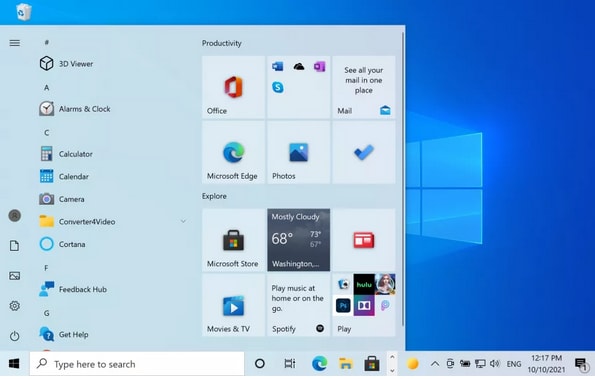 #
3D Viewer
A
Alarms & Clock
C
Calculator
Calendar
Camera
Converter4Video
Cortana
F
Feedback Hub
G
Get Help
Productivity
Office
See all your
mail in one
place
Mail
Microsoft Edge
Photos
Explore
Microsoft Store
Mostly Cloudy
68°
73°
67°
Washington,...
Movies & TV
Play music at
home or on the
go.
Spotify
hulu
Ps
Play
Type here to search
ENG
12:17 PM
10/10/2021
1